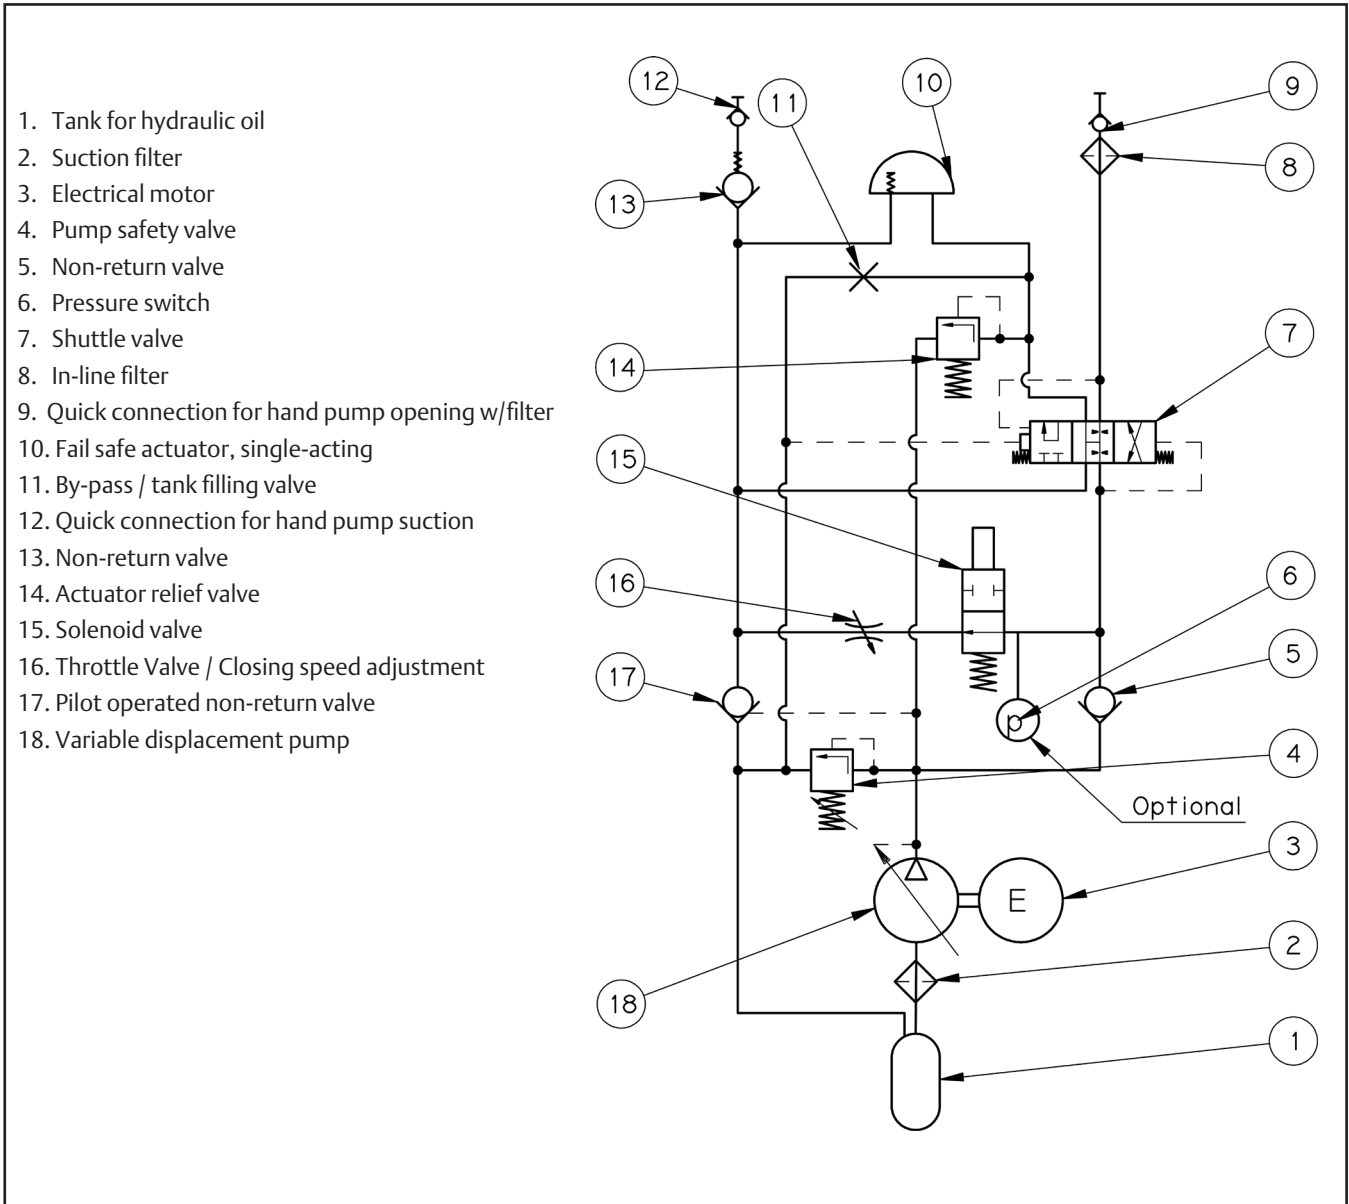 1. Tank for hydraulic oil
2. Suction filter
3. Electrical motor
4. Pump safety valve
5. Non-return valve
6. Pressure switch
7. Shuttle valve
8. In-line filter
9. Quick connection for hand pump opening w/filter
10. Fail safe actuator, single-acting
11. By-pass / tank filling valve
12. Quick connection for hand pump suction
13. Non-return valve
14. Actuator relief valve
15. Solenoid valve
16. Throttle Valve / Closing speed adjustment
17. Pilot operated non-return valve
18. Variable displacement pump
12
11
10
9
8
13
7
14
15
6
16
5
17
p
4
Optional
3
E
2
18
1